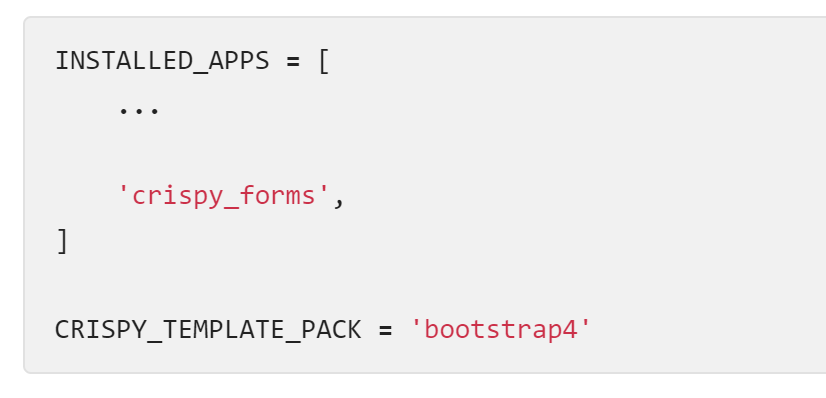 INSTALLED_APPS = [
    ...
    'crispy_forms',
]
CRISPY_TEMPLATE_PACK = 'bootstrap4'